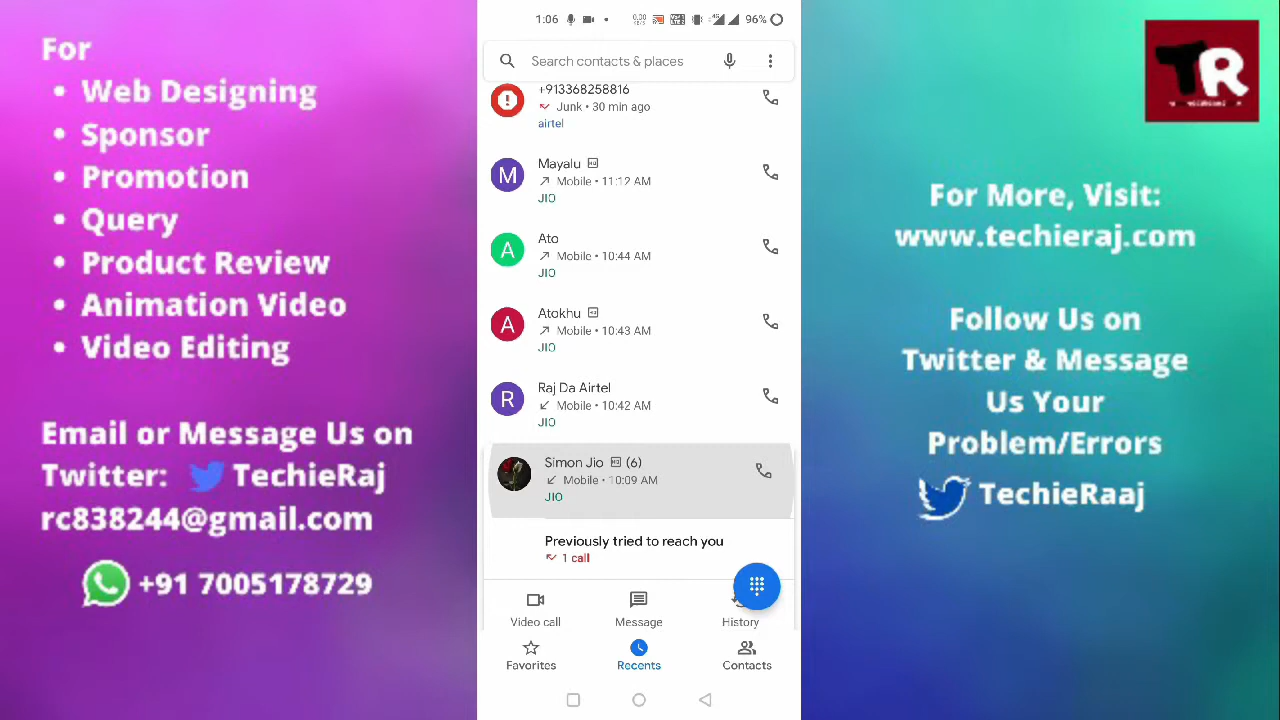 For
• Web Designing
• Sponsor
• Promotion
• Query
• Product Review
• Animation Video
• Video Editing
Email or Message Us on
Twitter: TechieRaj
rc838244@gmail.com
+91 7005178729
1:06 96%
Search contacts & places
+913368258816
Junk • 30 min ago
airtel
M
Mayalu
Mobile • 11:12 AM
JIO
A
Ato
Mobile • 10:44 AM
JIO
A
Atokhu
Mobile • 10:43 AM
JIO
R
Raj Da Airtel
Mobile • 10:42 AM
JIO
Simon Jio (6)
Mobile • 10:09 AM
JIO
Previously tried to reach you
1 call
Video call Message History
Favorites Recents Contacts
TR
For More, Visit:
www.techieraj.com
Follow Us on
Twitter & Message
Us Your
Problem/Errors
TechieRaaj